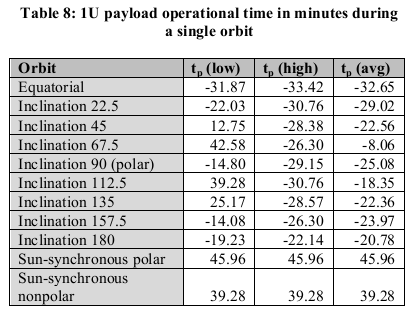 Table 8: 1U payload operational time in minutes during
a single orbit
Orbit tp (low) tp (high) tp (avg)
Equatorial -31.87 -33.42 -32.65
Inclination 22.5 -22.03 -30.76 -29.02
Inclination 45 12.75 -28.38 -22.56
Inclination 67.5 42.58 -26.30 -8.06
Inclination 90 (polar) -14.80 -29.15 -25.08
Inclination 112.5 39.28 -30.76 -18.35
Inclination 135 25.17 -28.57 -22.36
Inclination 157.5 -14.08 -26.30 -23.97
Inclination 180 -19.23 -22.14 -20.78
Sun-synchronous polar 45.96 45.96 45.96
Sun-synchronous
nonpolar 39.28 39.28 39.28